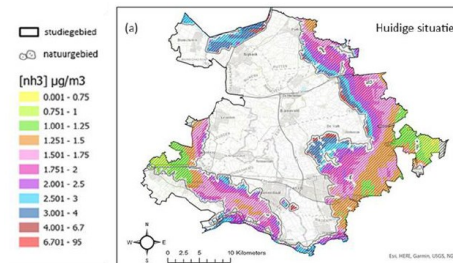 studiegebied
natuurgebied
[nh3] µg/m3
0.001 - 0.75
0.751 - 1
1.001 - 1.25
1.251 - 1.5
1.501 - 1.75
1.751 - 2
2.001 - 2.5
2.501 - 3
3.001 - 4
4.001 - 6.7
6.701 - 95
(a)
Huidige situatie
N
W E
S
0 2.5 5 10 Kilometers
Esri, HERE, Garmin, USGS, NG